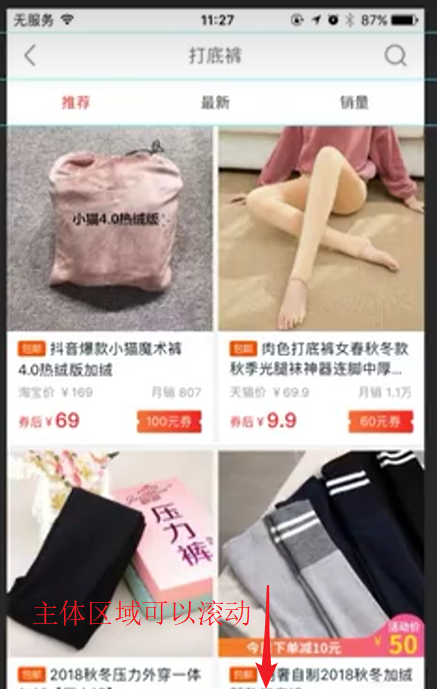 无服务 11:27 87%
打底裤
推荐 最新 销量
小猫4.0热绒版
包邮 抖音爆款小猫魔术裤
4.0热绒版加绒
淘宝价 ¥169 月销 807
券后 ¥69 100元券
包邮 肉色打底裤女春秋冬款
秋季光腿袜神器连脚中厚...
天猫价 ¥69.9 月销 1.1万
券后 ¥9.9 60元券
压力裤
主体区域可以滚动
今日下单减10元
活动价
¥50
包邮 2018秋冬压力外穿一体
包邮 奢自制2018秋冬加绒